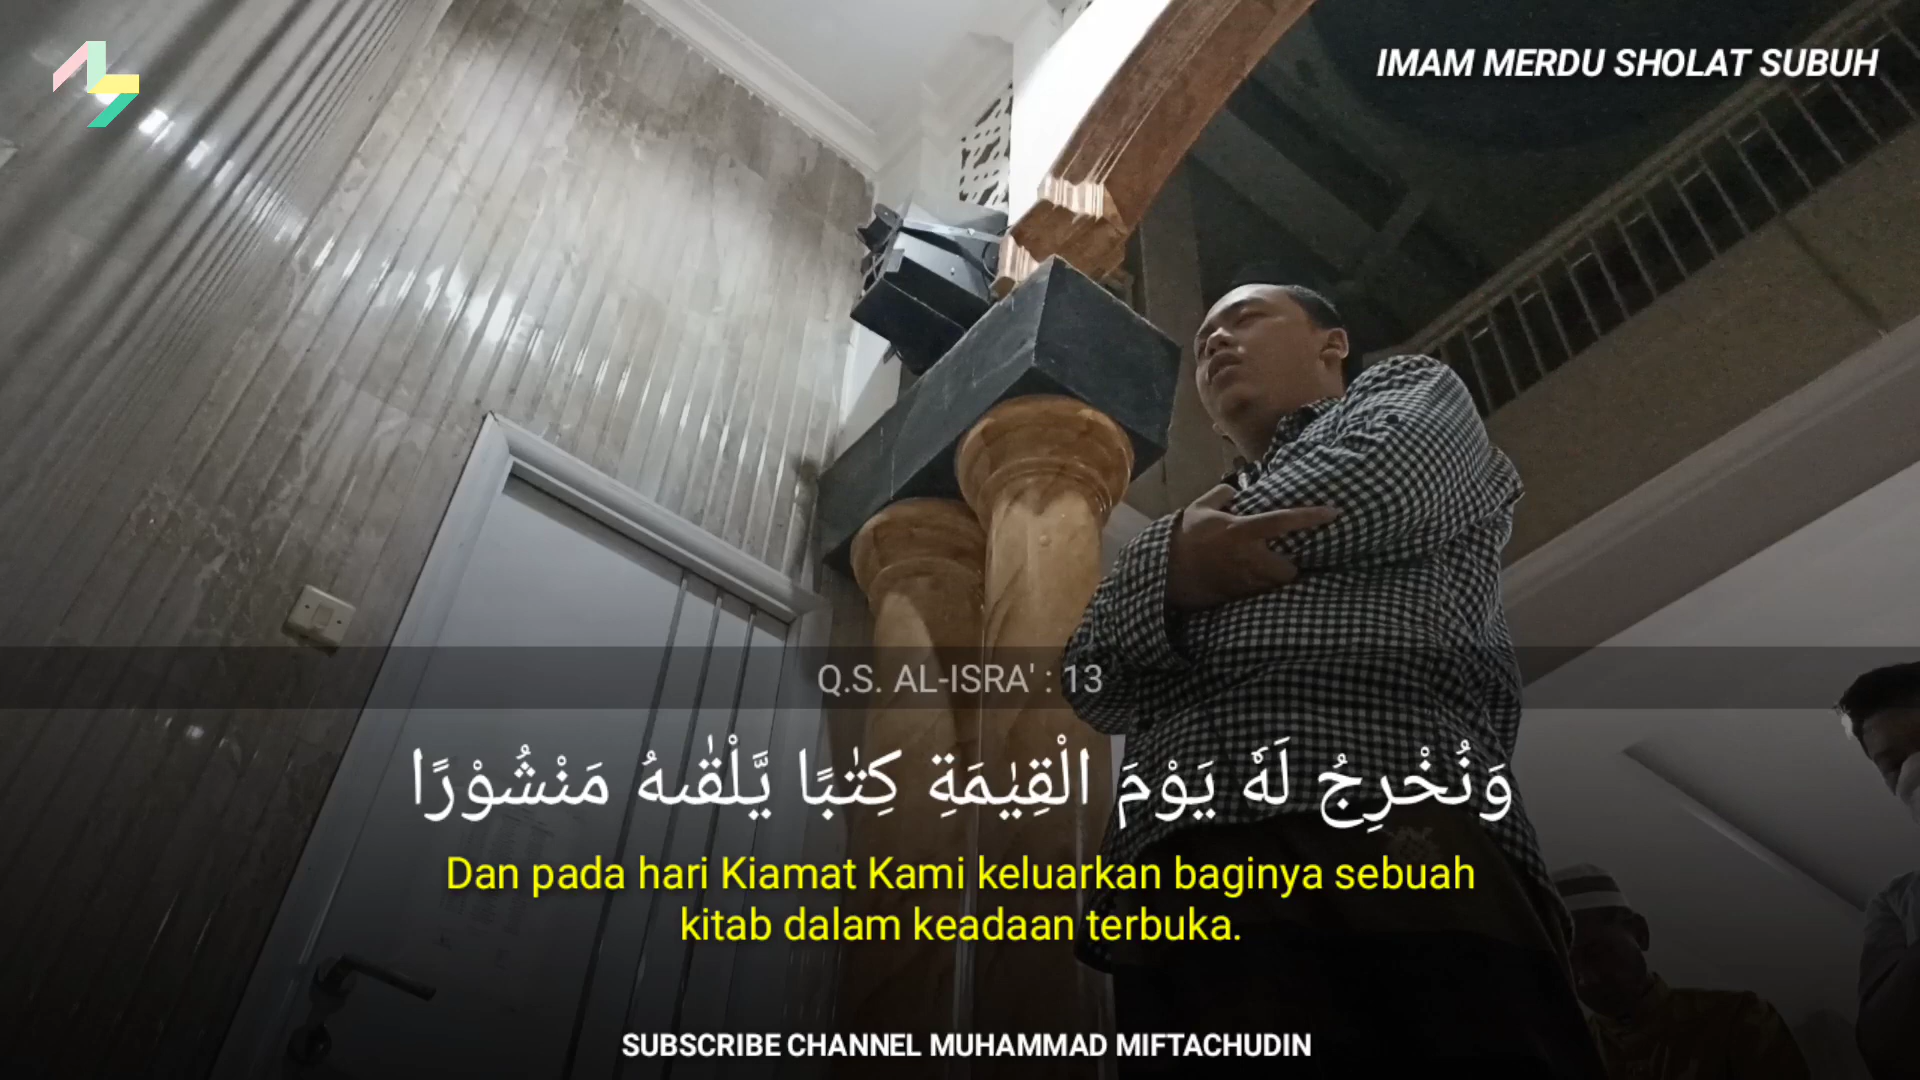 IMAM MERDU SHOLAT SUBUH
Q.S. AL-ISRA' : 13
وَنُخْرِجُ لَهٗ يَوْمَ الْقِيٰمَةِ كِتٰبًا يَّلْقٰىهُ مَنْشُوْرًا
Dan pada hari Kiamat Kami keluarkan baginya sebuah
kitab dalam keadaan terbuka.
SUBSCRIBE CHANNEL MUHAMMAD MIFTACHUDIN